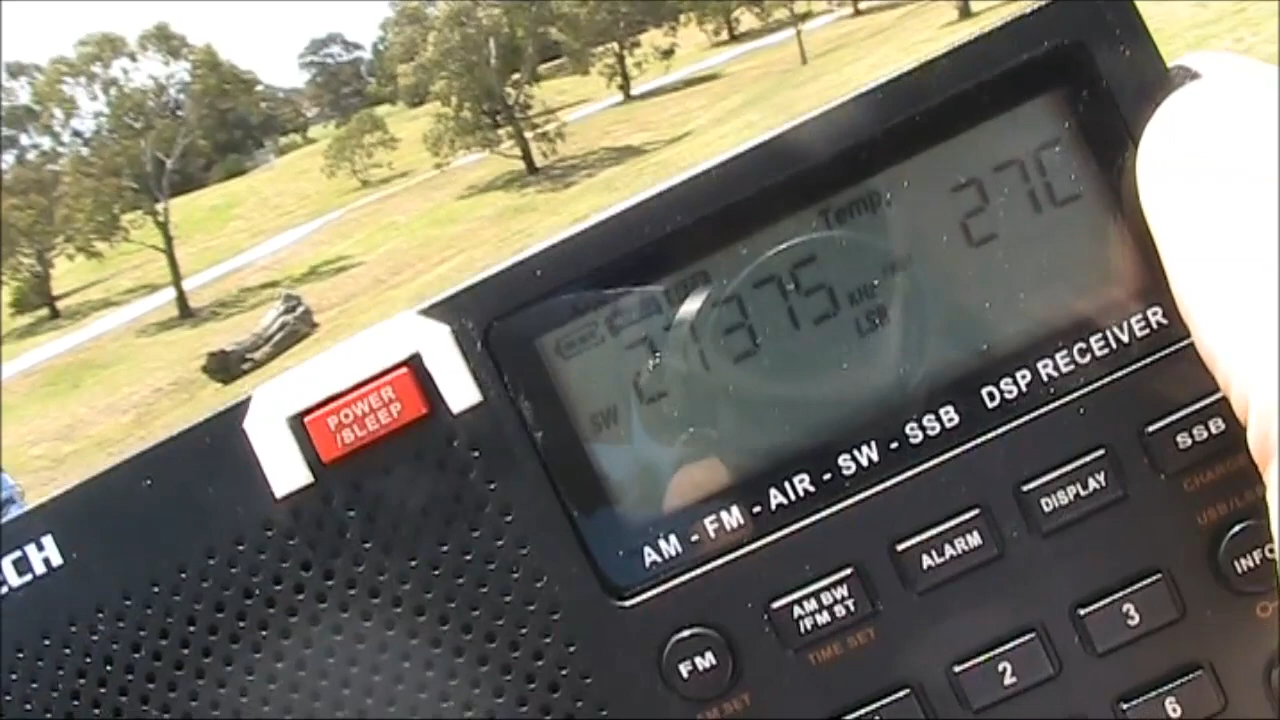 Temp.
27C
21375
KHz
LSB
SW
POWER
/SLEEP
AM - FM - AIR - SW - SSB DSP RECEIVER
ECH
SSB
DISPLAY
ALARM
AM BW
/FM ST
TIME SET
FM
INFO
3
2
6